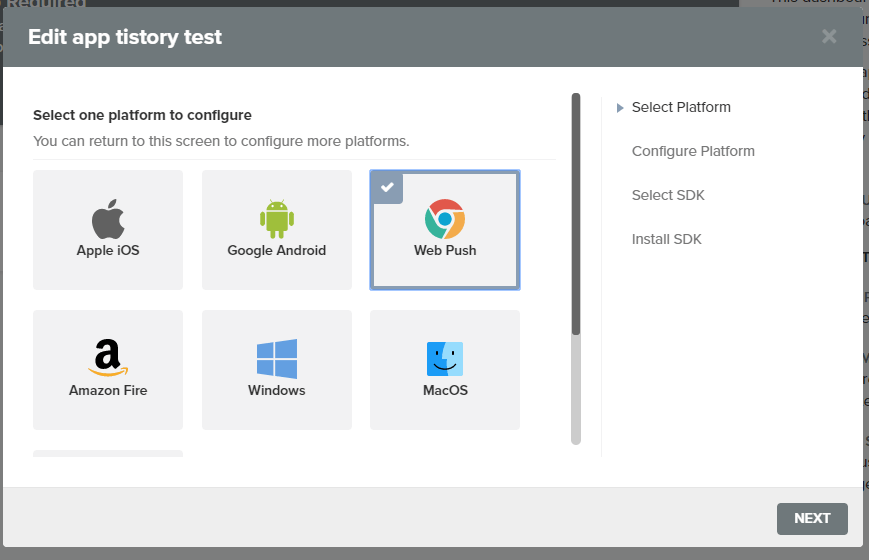 Required
Edit app tistory test
Select one platform to configure
You can return to this screen to configure more platforms.
Apple iOS
Google Android
Web Push
Amazon Fire
Windows
MacOS
Select Platform
Configure Platform
Select SDK
Install SDK
NEXT